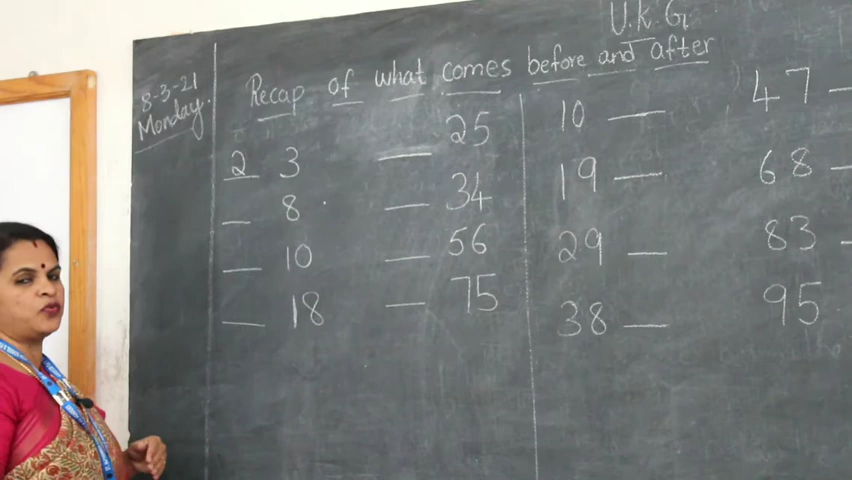 U.K.G
8-3-21
Monday.
Recap of what comes before and after
2 3 __ 25 10 __ 47 __
__ 8 __ 34 19 __ 68 __
__ 10 __ 56 29 __ 83 __
__ 18 __ 75 38 __ 95